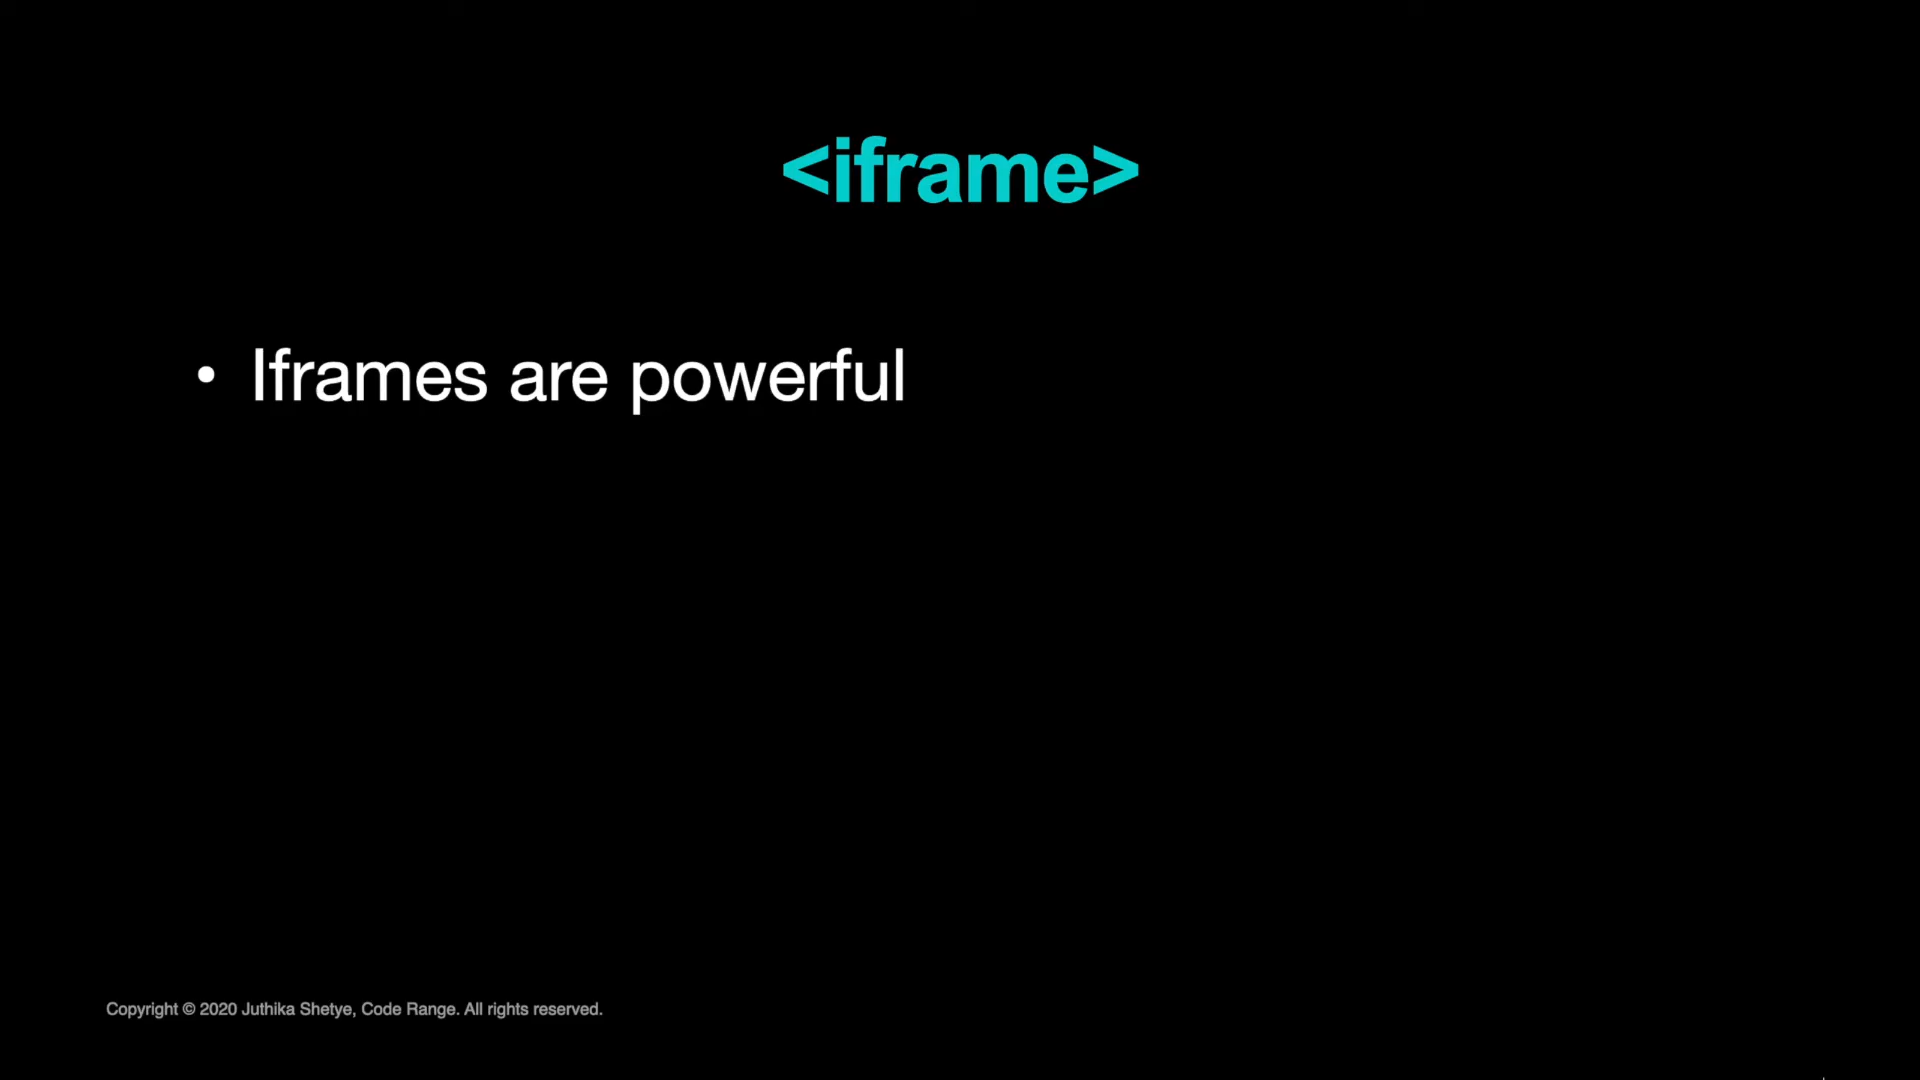 <iframe>
• Iframes are powerful
Copyright © 2020 Juthika Shetye, Code Range. All rights reserved.